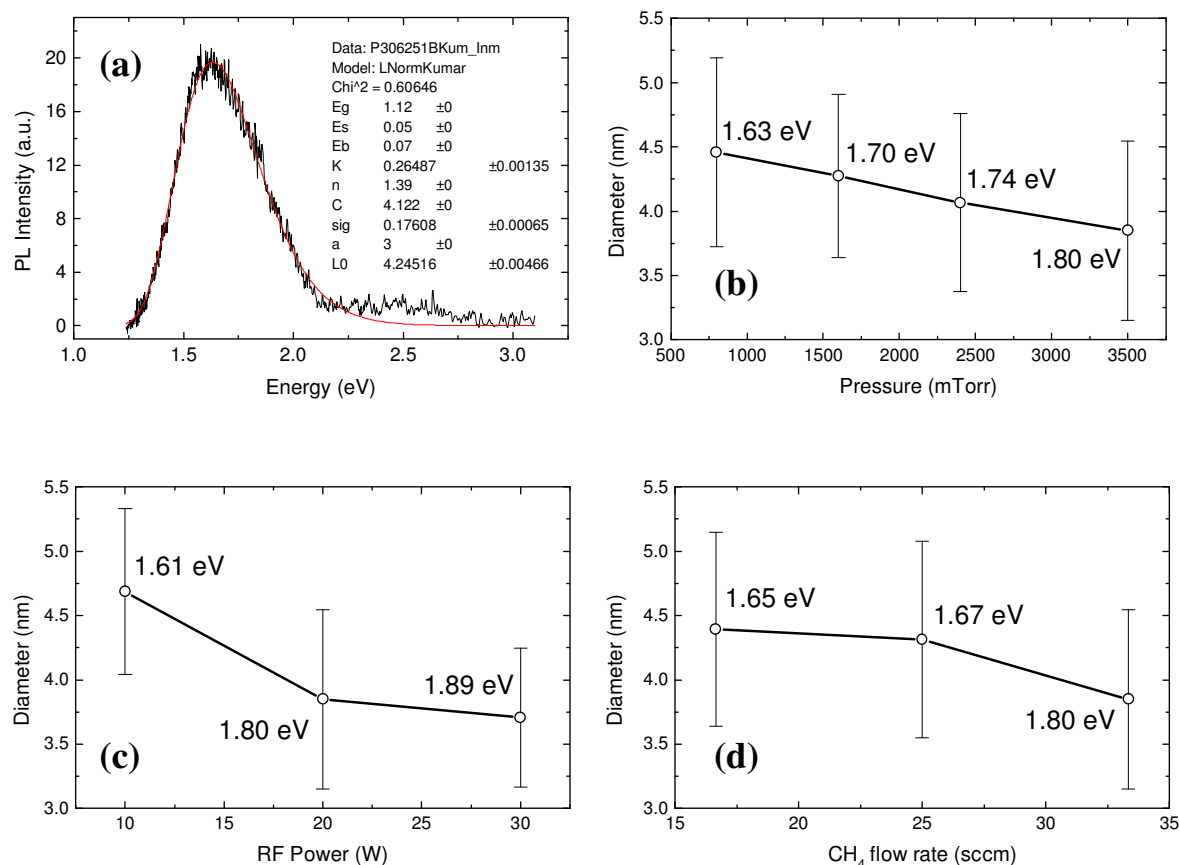 (a)
Data: P306251BKum_lnm
Model: LNormKumar
Chi^2 = 0.60646
Eg 1.12 ±0
Es 0.05 ±0
Eb 0.07 ±0
K 0.26487 ±0.00135
n 1.39 ±0
C 4.122 ±0
sig 0.17608 ±0.00065
a 3 ±0
L0 4.24516 ±0.00466
PL Intensity (a.u.)
20
16
12
8
4
0
1.0 1.5 2.0 2.5 3.0
Energy (eV)
(b)
Diameter (nm)
5.5
5.0
4.5
4.0
3.5
3.0
1.63 eV
1.70 eV
1.74 eV
1.80 eV
500 1000 1500 2000 2500 3000 3500
Pressure (mTorr)
(c)
Diameter (nm)
5.5
5.0
4.5
4.0
3.5
3.0
1.61 eV
1.80 eV
1.89 eV
10 15 20 25 30
RF Power (W)
(d)
Diameter (nm)
5.5
5.0
4.5
4.0
3.5
3.0
1.65 eV
1.67 eV
1.80 eV
15 20 25 30 35
CH₄ flow rate (sccm)